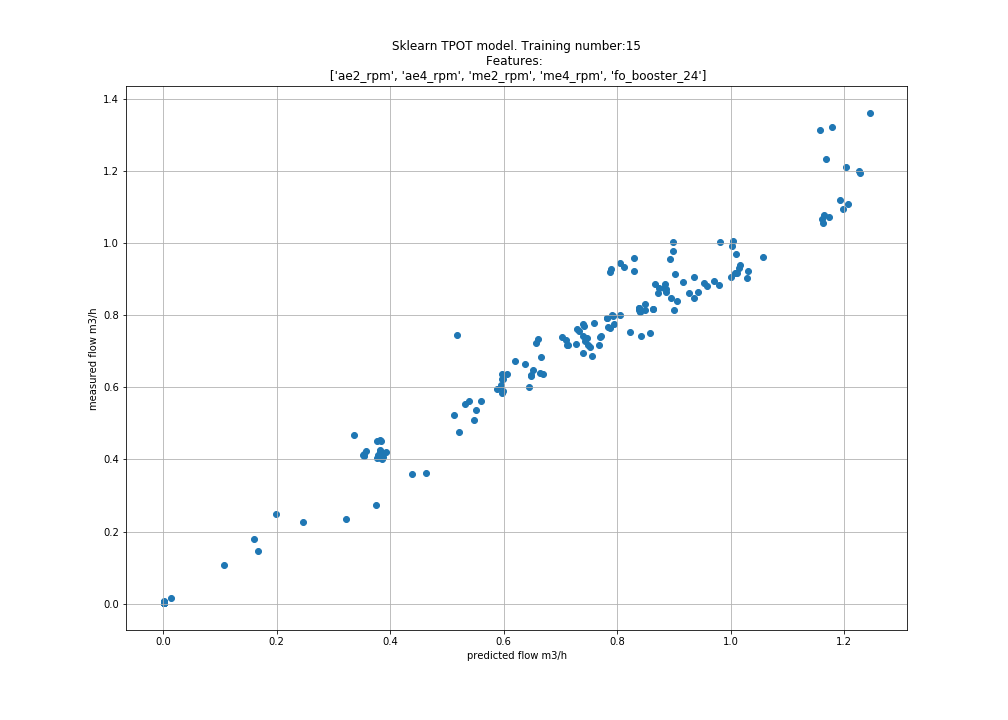 Sklearn TPOT model. Training number:15
Features:
['ae2_rpm', 'ae4_rpm', 'me2_rpm', 'me4_rpm', 'fo_booster_24']
1.4
1.2
1.0
0.8
0.6
0.4
0.2
0.0
measured flow m3/h
0.0 0.2 0.4 0.6 0.8 1.0 1.2
predicted flow m3/h